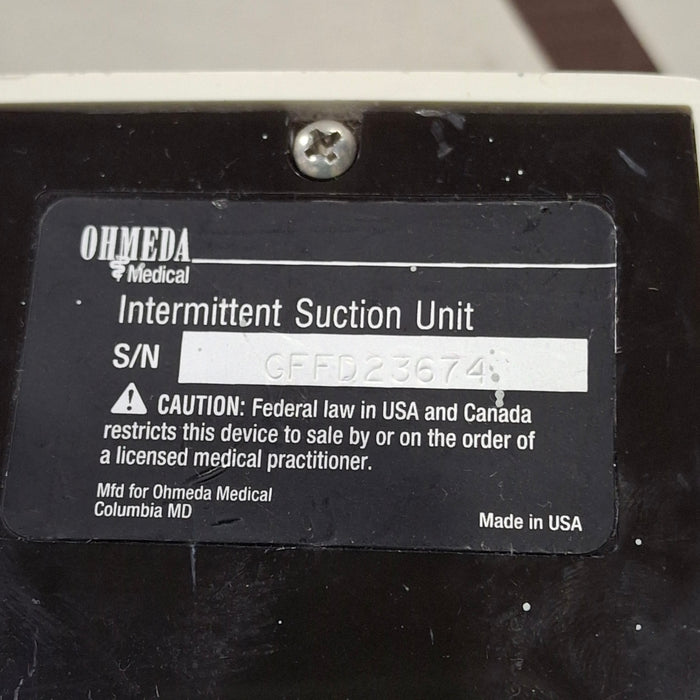 OHMEDA
Medical
Intermittent Suction Unit
S/N GFFD23674
⚠ CAUTION: Federal law in USA and Canada
restricts this device to sale by or on the order of
a licensed medical practitioner.
Mfd for Ohmeda Medical
Columbia MD
Made in USA